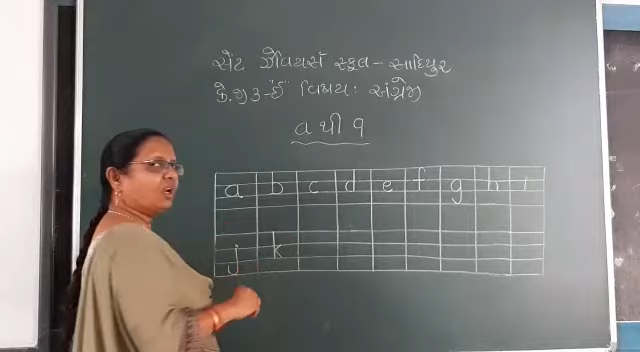 સેંટ ઝેવિયર્સ સ્કૂલ - સાદિપુર
કે.જી ૩ - "ઈ" વિષય : અંગ્રેજી
a થી q
a b c d e f g h i
j k